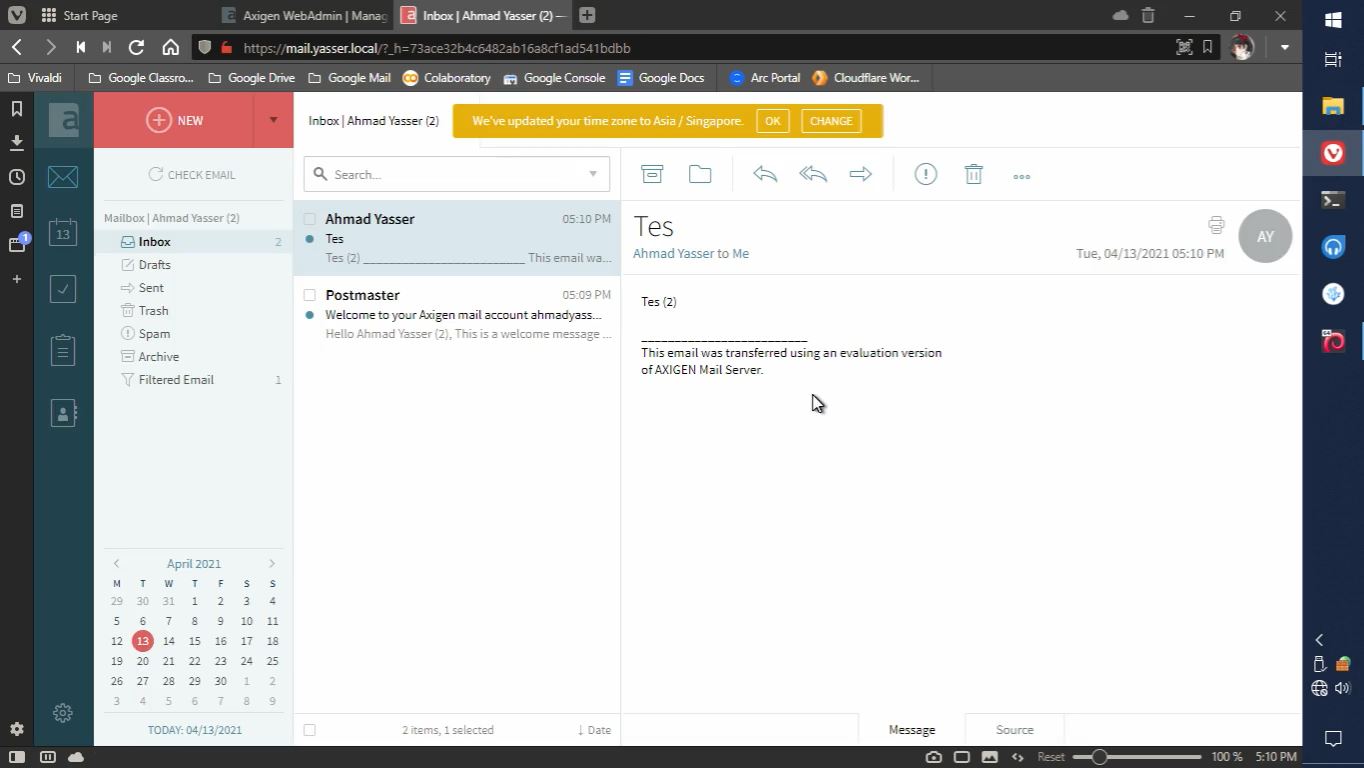 Start Page
Axigen WebAdmin | Manag
Inbox | Ahmad Yasser (2) —
https://mail.yasser.local/?_h=73ace32b4c6482ab16a8cf1ad541bdbb
Vivaldi
Google Classro...
Google Drive
Google Mail
Colaboratory
Google Console
Google Docs
Arc Portal
Cloudflare Wor...
a
NEW
Inbox | Ahmad Yasser (2)
We've updated your time zone to Asia / Singapore.
OK
CHANGE
CHECK EMAIL
Search...
Mailbox | Ahmad Yasser (2)
Inbox 2
Drafts
Sent
Trash
Spam
Archive
Filtered Email 1
1
13
Ahmad Yasser 05:10 PM
Tes
Tes (2) _________________________ This email wa...
Postmaster 05:09 PM
Welcome to your Axigen mail account ahmadyass...
Hello Ahmad Yasser (2), This is a welcome message ...
Tes
Ahmad Yasser to Me
Tue, 04/13/2021 05:10 PM
AY
Tes (2)
_________________________
This email was transferred using an evaluation version
of AXIGEN Mail Server.
April 2021
M T W T F S S
29 30 31 1 2 3 4
5 6 7 8 9 10 11
12 13 14 15 16 17 18
19 20 21 22 23 24 25
26 27 28 29 30 1 2
3 4 5 6 7 8 9
TODAY: 04/13/2021
2 items, 1 selected
↓ Date
Message
Source
Reset
100 %
5:10 PM